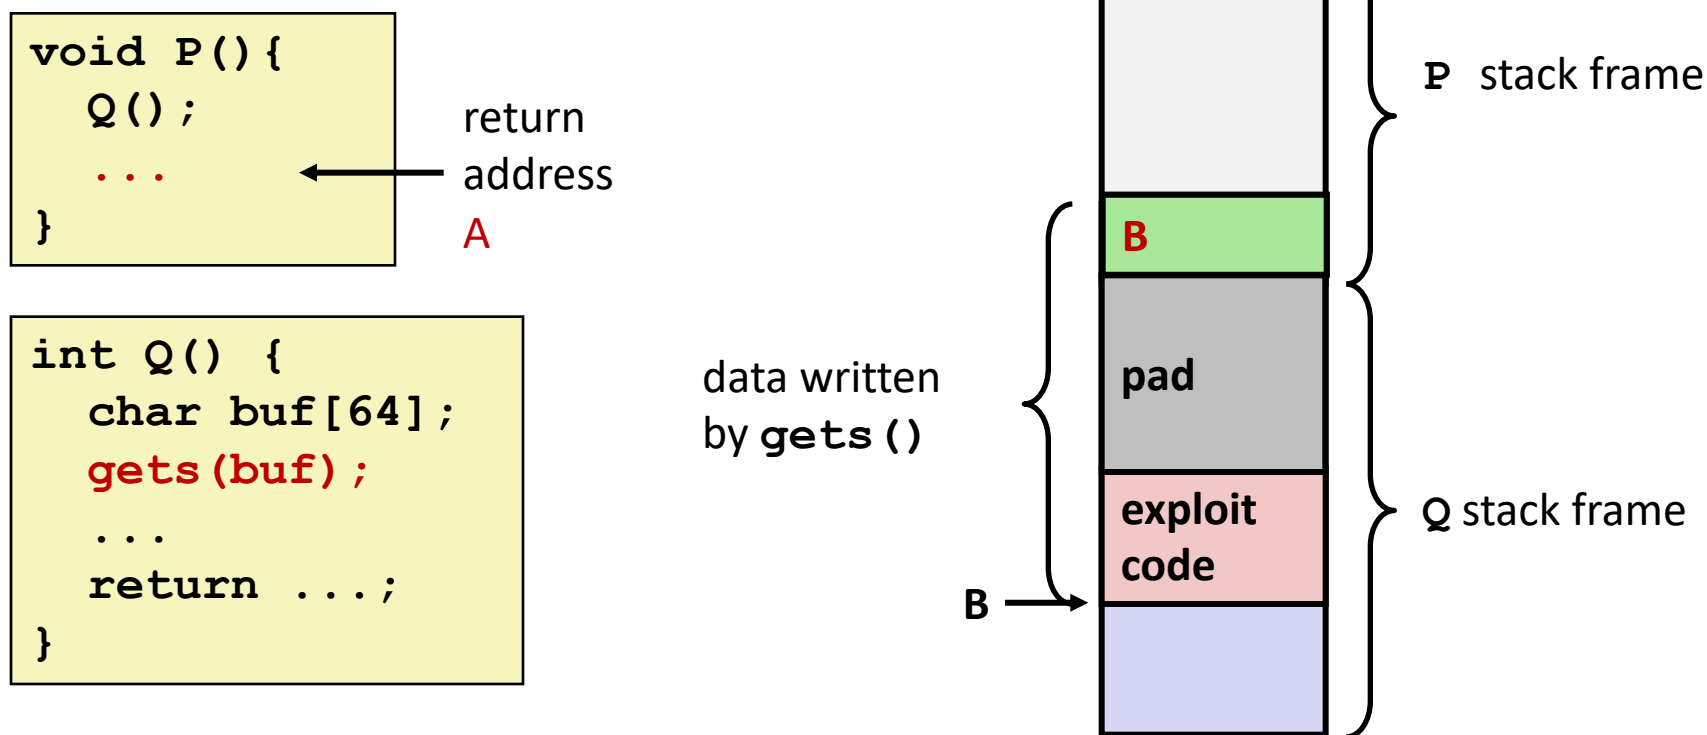 void P(){
  Q();
  ...
}
return
address
A
int Q() {
  char buf[64];
  gets(buf);
  ...
  return ...;
}
data written
by gets()
B
B
pad
exploit
code
P stack frame
Q stack frame